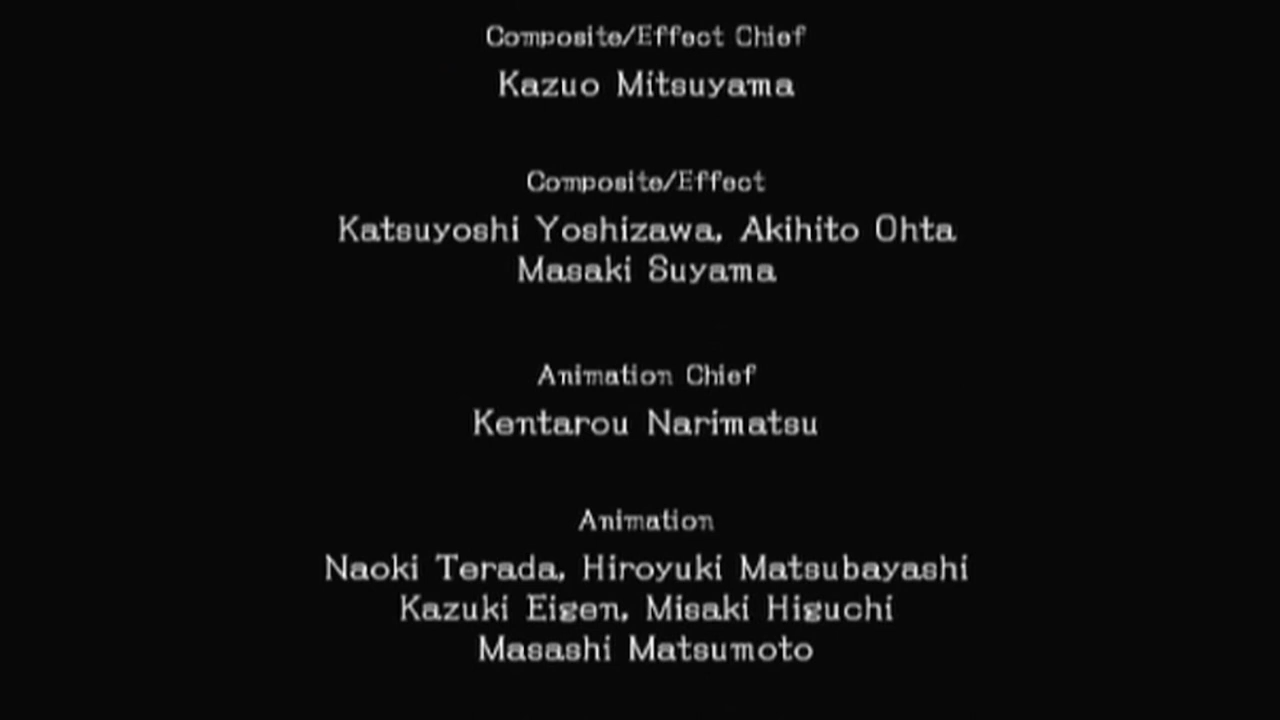 Composite/Effect Chief
Kazuo Mitsuyama
Composite/Effect
Katsuyoshi Yoshizawa, Akihito Ohta
Masaki Suyama
Animation Chief
Kentarou Narimatsu
Animation
Naoki Terada, Hiroyuki Matsubayashi
Kazuki Eigen, Misaki Higuchi
Masashi Matsumoto